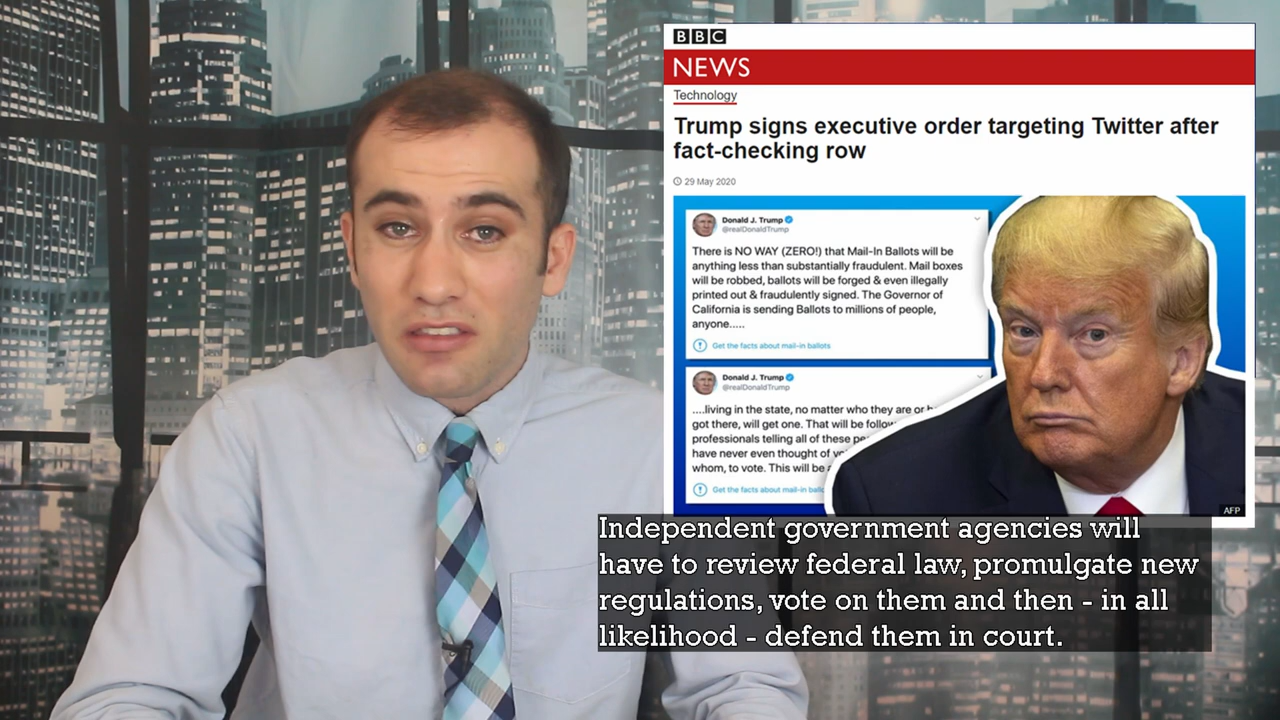 BBC
NEWS
Technology
Trump signs executive order targeting Twitter after
fact-checking row
29 May 2020
Donald J. Trump
@realDonaldTrump
There is NO WAY (ZERO!) that Mail-In Ballots will be
anything less than substantially fraudulent. Mail boxes
will be robbed, ballots will be forged & even illegally
printed out & fraudulently signed. The Governor of
California is sending Ballots to millions of people,
anyone.....
Get the facts about mail-in ballots
Donald J. Trump
@realDonaldTrump
....living in the state, no matter who they are or
got there, will get one. That will be
professionals telling all of these
have never even thought of
whom, to vote. This will be
Get the facts about mail-in
AFP
Independent government agencies will
have to review federal law, promulgate new
regulations, vote on them and then - in all
likelihood - defend them in court.